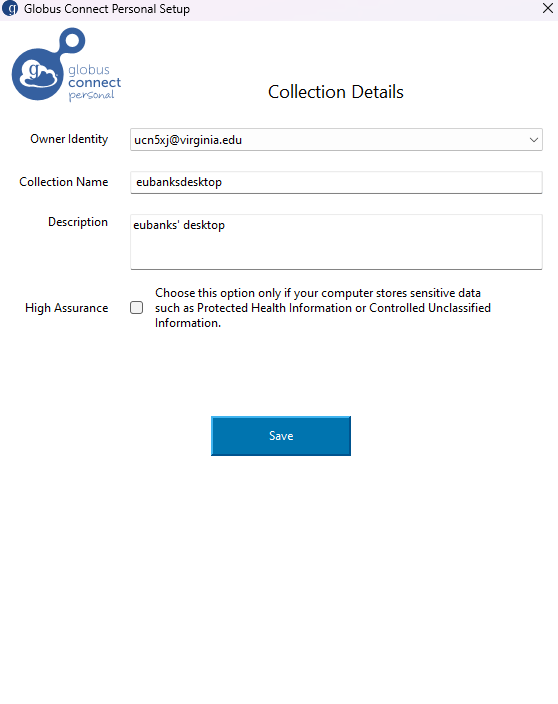 Globus Connect Personal Setup
g
globus
connect
personal
Collection Details
Owner Identity
ucn5xj@virginia.edu
Collection Name
eubanksdesktop
Description
eubanks' desktop
High Assurance
Choose this option only if your computer stores sensitive data
such as Protected Health Information or Controlled Unclassified
Information.
Save